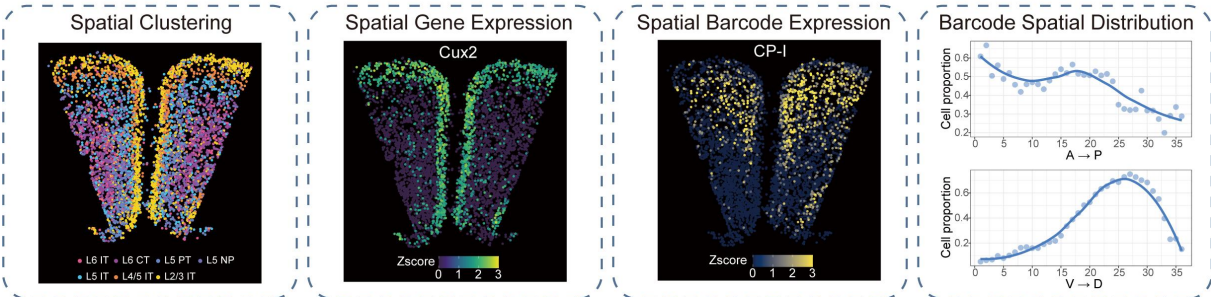 Spatial Clustering
L6 IT L6 CT L5 PT L5 NP
L5 IT L4/5 IT L2/3 IT
Spatial Gene Expression
Cux2
Zscore
0 1 2 3
Spatial Barcode Expression
CP-I
Zscore
0 1 2 3
Barcode Spatial Distribution
Cell proportion
0.6
0.5
0.4
0.3
0.2
0 5 10 15 20 25 30 35
A → P
Cell proportion
0.6
0.4
0.2
0 5 10 15 20 25 30 35
V → D